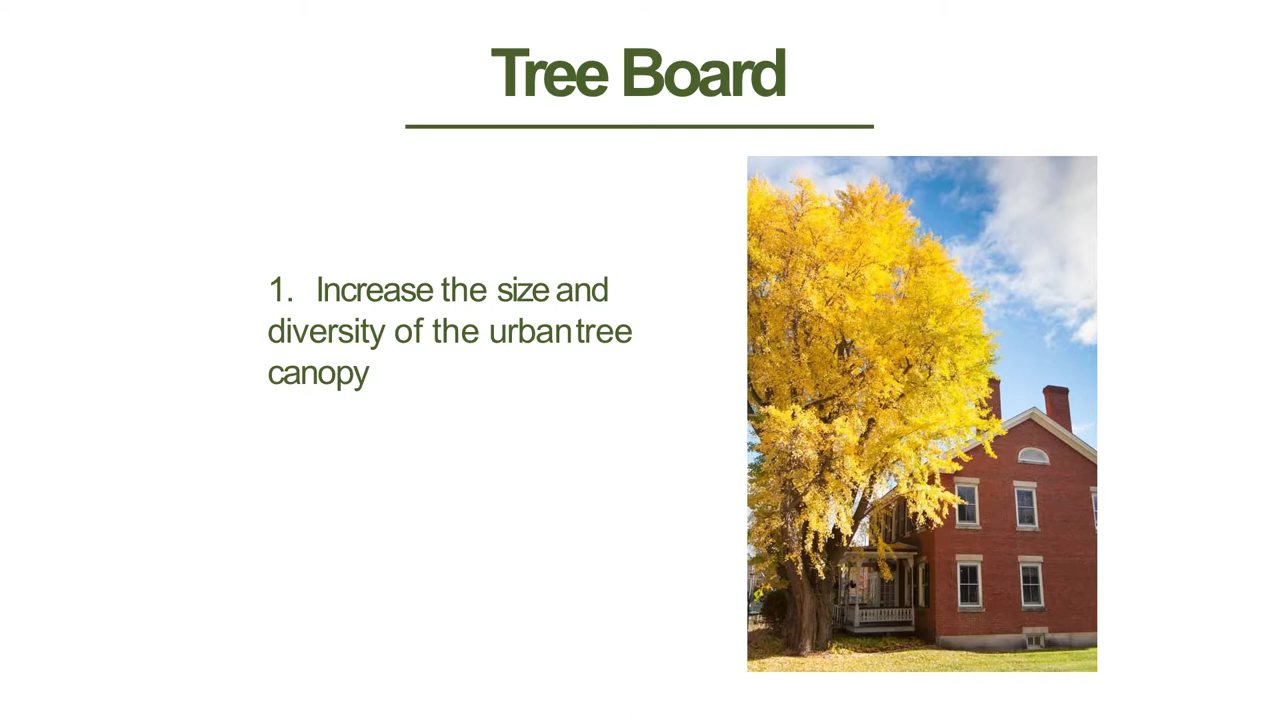 Tree Board
1. Increase the size and
diversity of the urban tree
canopy